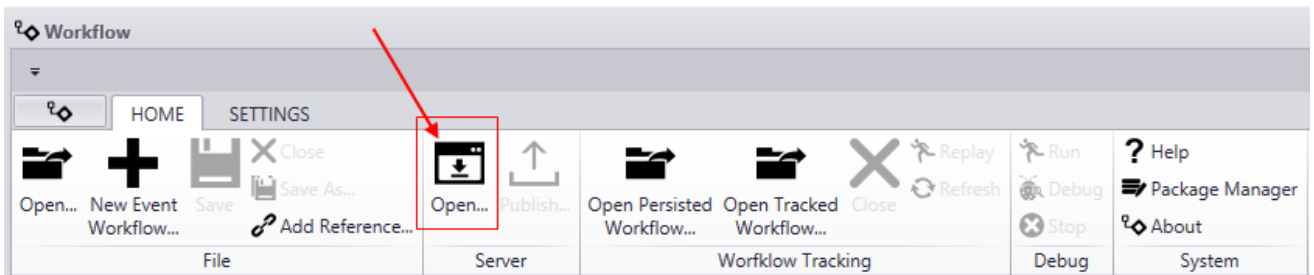 Workflow
HOME SETTINGS
Open...
New Event
Workflow...
Save
Close
Save As...
Add Reference...
File
Open...
Publish...
Server
Open Persisted
Workflow...
Open Tracked
Workflow...
Close
Replay
Refresh
Worfklow Tracking
Run
Debug
Stop
Debug
Help
Package Manager
About
System